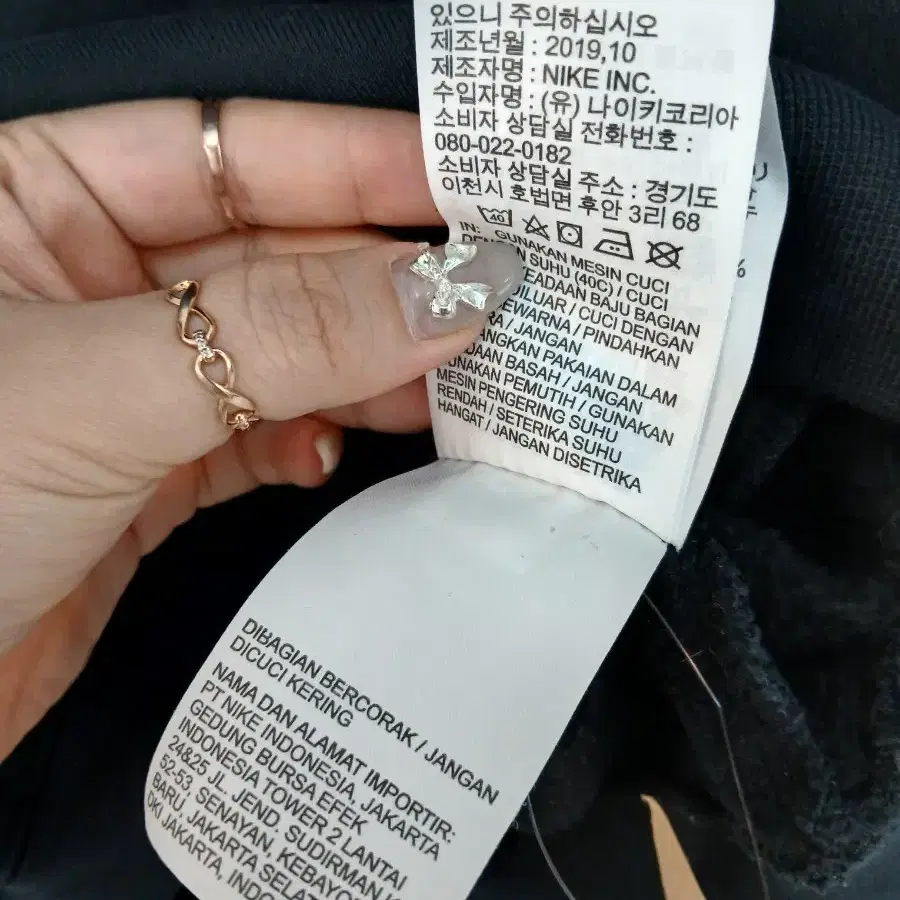 있으니 주의하십시오
제조년월 : 2019,10
제조자명 : NIKE INC.
수입자명 : (유) 나이키코리아
소비자 상담실 전화번호 :
080-022-0182
소비자 상담실 주소 : 경기도
이천시 호법면 후안 3리 68
40
IN: GUNAKAN MESIN CUCI
SUHU (40C) / CUCI
KEADAAN BAJU BAGIAN
DILUAR / CUCI DENGAN
/ PINDAHKAN
/ JANGAN
PAKAIAN DALAM
BASAH / JANGAN
GUNAKAN PEMUTIH / GUNAKAN
MESIN PENGERING SUHU
RENDAH / SETERIKA SUHU
HANGAT / JANGAN DISETRIKA
%
DIBAGIAN BERCORAK / JANGAN
DICUCI KERING
NAMA DAN ALAMAT IMPORTIR:
PT NIKE INDONESIA, JAKARTA
GEDUNG BURSA EFEK
INDONESIA TOWER 2 LANTAI
24&25 JL. JEND. SUDIRMAN
52-53, SENAYAN,
BARU, JAKARTA
JAKARTA,